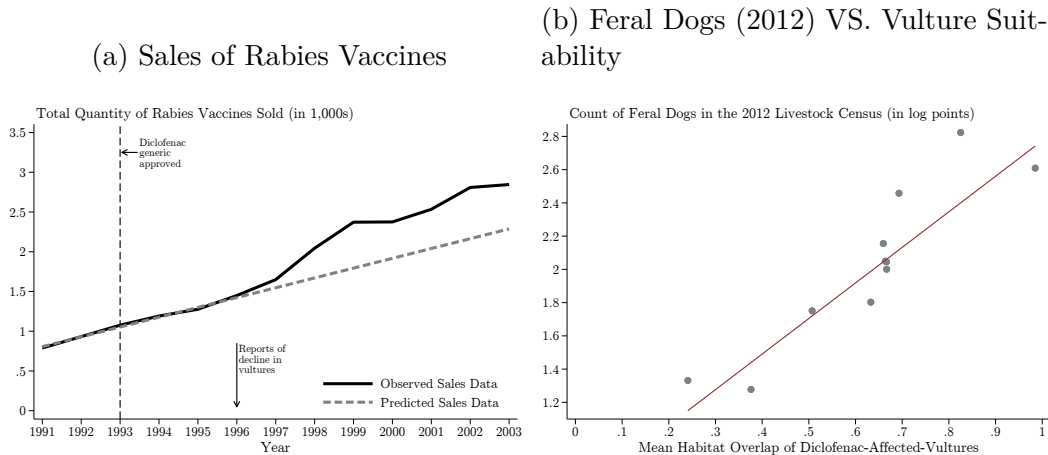 (a) Sales of Rabies Vaccines
Total Quantity of Rabies Vaccines Sold (in 1,000s)
3.5
3
2.5
2
1.5
1
.5
0
Diclofenac
generic
approved
Reports of
decline in
vultures
Observed Sales Data
Predicted Sales Data
1991 1992 1993 1994 1995 1996 1997 1998 1999 2000 2001 2002 2003
Year
(b) Feral Dogs (2012) VS. Vulture Suit-
ability
Count of Feral Dogs in the 2012 Livestock Census (in log points)
2.8
2.6
2.4
2.2
2
1.8
1.6
1.4
1.2
0 .1 .2 .3 .4 .5 .6 .7 .8 .9 1
Mean Habitat Overlap of Diclofenac-Affected-Vultures